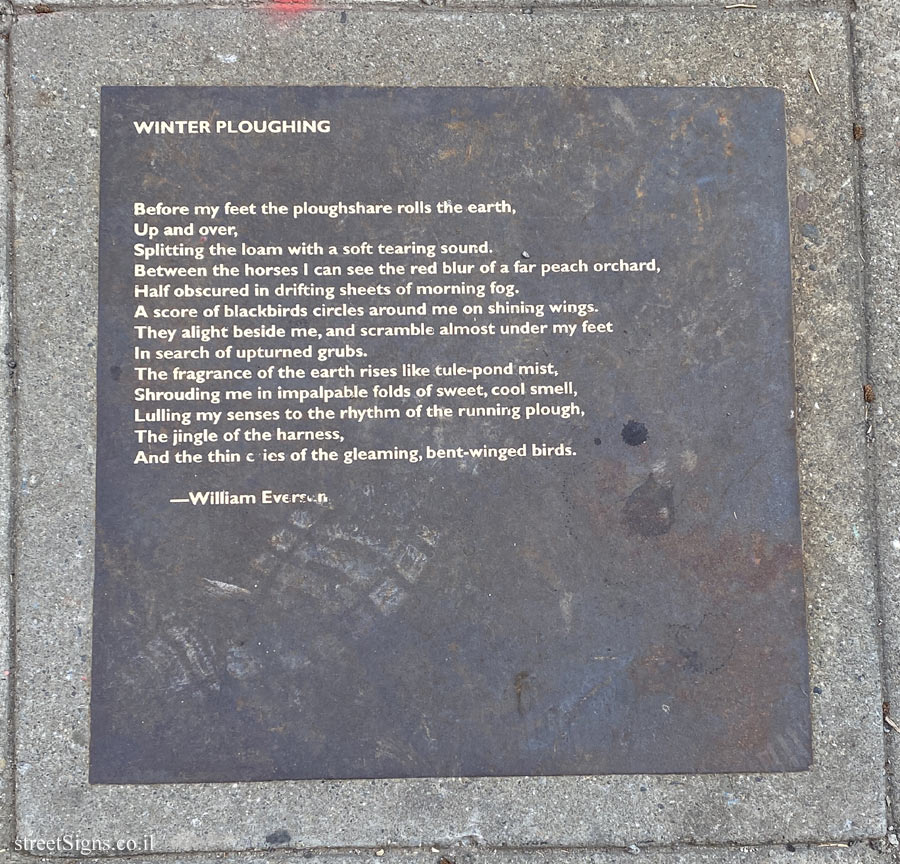 WINTER PLOUGHING
Before my feet the ploughshare rolls the earth,
Up and over,
Splitting the loam with a soft tearing sound.
Between the horses I can see the red blur of a far peach orchard,
Half obscured in drifting sheets of morning fog.
A score of blackbirds circles around me on shining wings.
They alight beside me, and scramble almost under my feet
In search of upturned grubs.
The fragrance of the earth rises like tule-pond mist,
Shrouding me in impalpable folds of sweet, cool smell,
Lulling my senses to the rhythm of the running plough,
The jingle of the harness,
And the thin cries of the gleaming, bent-winged birds.
—William Everson
streetSigns.co.il